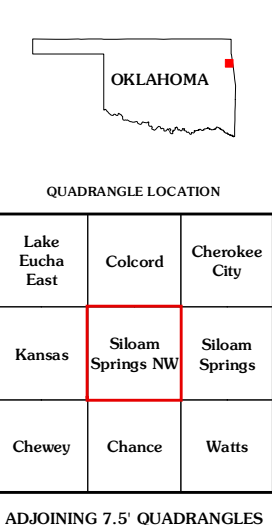 OKLAHOMA
QUADRANGLE LOCATION
Lake
Eucha
East
Colcord
Cherokee
City
Kansas
Siloam
Springs NW
Siloam
Springs
Chewey
Chance
Watts
ADJOINING 7.5' QUADRANGLES